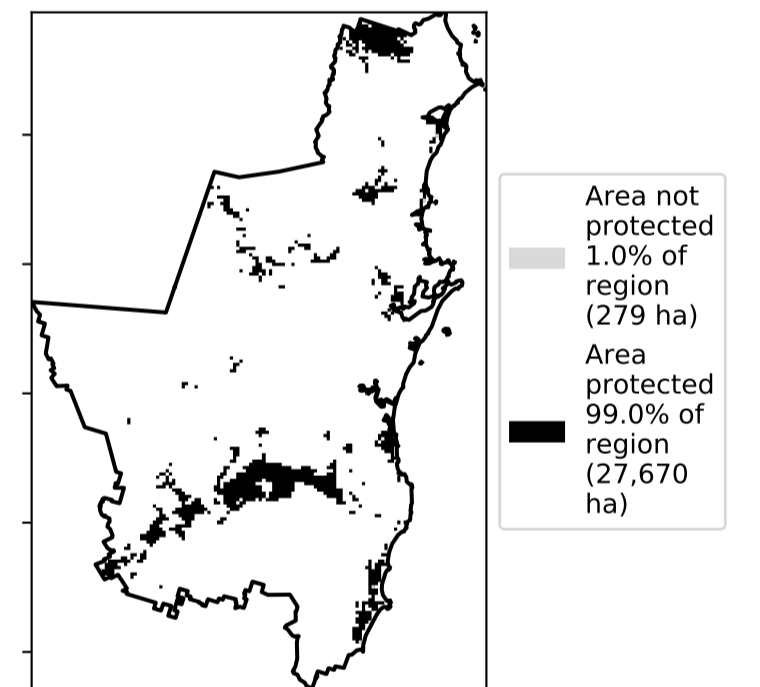 Area not
protected
1.0% of
region
(279 ha)
Area
protected
99.0% of
region
(27,670
ha)